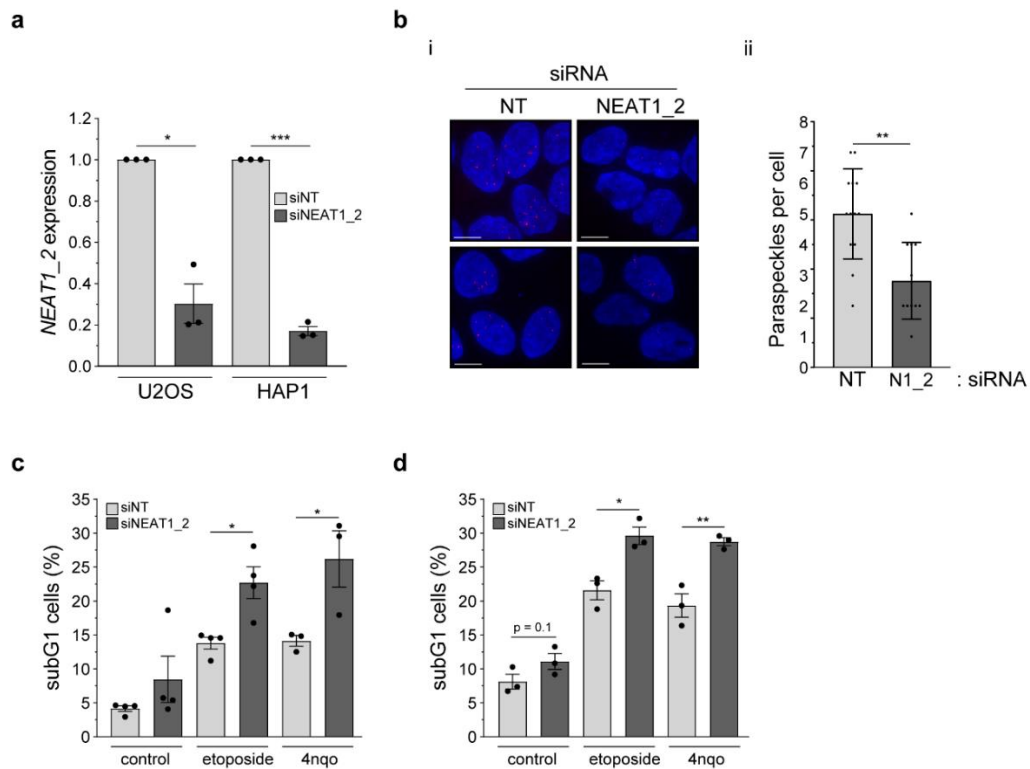 a
NEAT1_2 expression
1.2
1.0
0.8
0.6
0.4
0.2
0.0
*
***
siNT
siNEAT1_2
U2OS
HAP1
b
i
siRNA
NT
NEAT1_2
ii
Paraspeckles per cell
8
7
6
5
4
3
2
1
0
**
NT
N1_2
: siRNA
c
subG1 cells (%)
35
30
25
20
15
10
5
0
siNT
siNEAT1_2
*
*
control
etoposide
4nqo
d
subG1 cells (%)
35
30
25
20
15
10
5
0
siNT
siNEAT1_2
p = 0.1
*
**
control
etoposide
4nqo